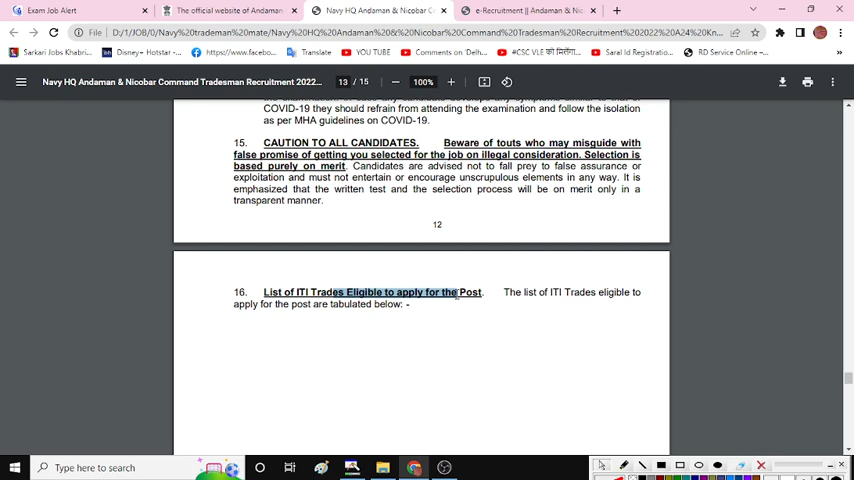 Exam Job Alert
The official website of Andaman
Navy HQ Andaman & Nicobar Co
e-Recruitment || Andaman & Nic
File
D:/1/JOB/0/Navy%20trademan%20mate/Navy%20HQ%20Andaman%20&%20Nicobar%20Command%20Tradesman%20Recruitment%202022%20A24%20Kn...
Sarkari Jobs Khabri...
Disney+ Hotstar -...
https://www.facebo...
Translate
YOU TUBE
Comments on 'Delh...
#CSC VLE को मिलेंगा...
Saral Id Registratio...
RD Service Online -...
Navy HQ Andaman & Nicobar Command Tradesman Recruitment 2022...
13 / 15
100%
COVID-19 they should refrain from attending the examination and follow the isolation
as per MHA guidelines on COVID-19.
15. CAUTION TO ALL CANDIDATES. Beware of touts who may misguide with
false promise of getting you selected for the job on illegal consideration. Selection is
based purely on merit. Candidates are advised not to fall prey to false assurance or
exploitation and must not entertain or encourage unscrupulous elements in any way. It is
emphasized that the written test and the selection process will be on merit only in a
transparent manner.
12
16. List of ITI Trades Eligible to apply for the Post. The list of ITI Trades eligible to
apply for the post are tabulated below: -
Type here to search